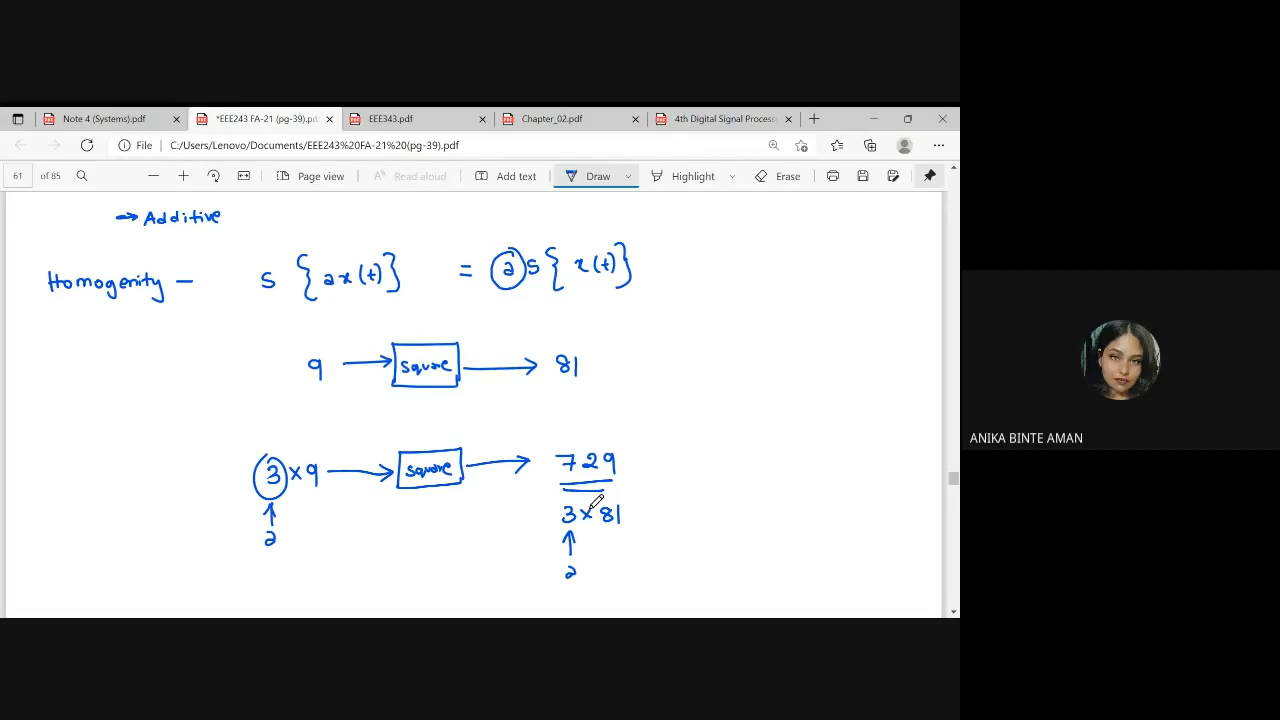 Note 4 (Systems).pdf
*EEE243 FA-21 (pg-39).pd
EEE343.pdf
Chapter_02.pdf
4th Digital Signal Process
File C:/Users/Lenovo/Documents/EEE243%20FA-21%20(pg-39).pdf
61 of 85 Page view Read aloud Add text Draw Highlight Erase
→ Additive
Homogenity – S {ax(t)} = a S {x(t)}
9 → square → 81
3 × 9 → square → 729
3 × 81
↑ ↑
a a
ANIKA BINTE AMAN